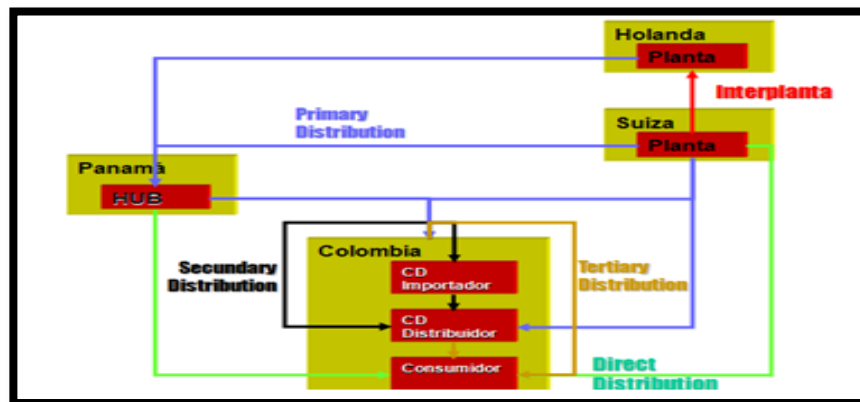 Holanda
Planta
Interplanta
Primary
Distribution
Suiza
Planta
Panamá
HUB
Colombia
Secundary
Distribution
CD
Importador
Tertiary
Distribution
CD
Distribuidor
Consumidor
Direct
Distribution